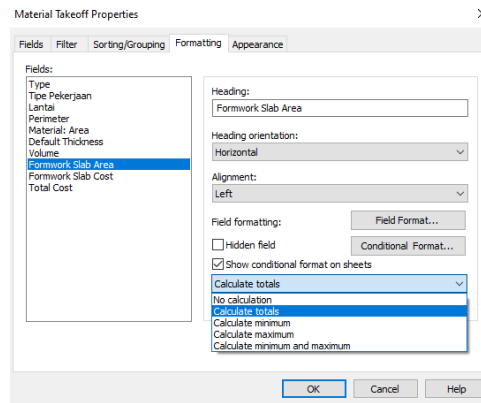 Material Takeoff Properties
Fields Filter Sorting/Grouping Formatting Appearance
Fields:
Type
Tipe Pekerjaan
Lantai
Perimeter
Material: Area
Default Thickness
Volume
Formwork Slab Area
Formwork Slab Cost
Total Cost
Heading:
Formwork Slab Area
Heading orientation:
Horizontal
Alignment:
Left
Field formatting:
Field Format...
Hidden field
Conditional Format...
Show conditional format on sheets
Calculate totals
No calculation
Calculate totals
Calculate minimum
Calculate maximum
Calculate minimum and maximum
OK Cancel Help